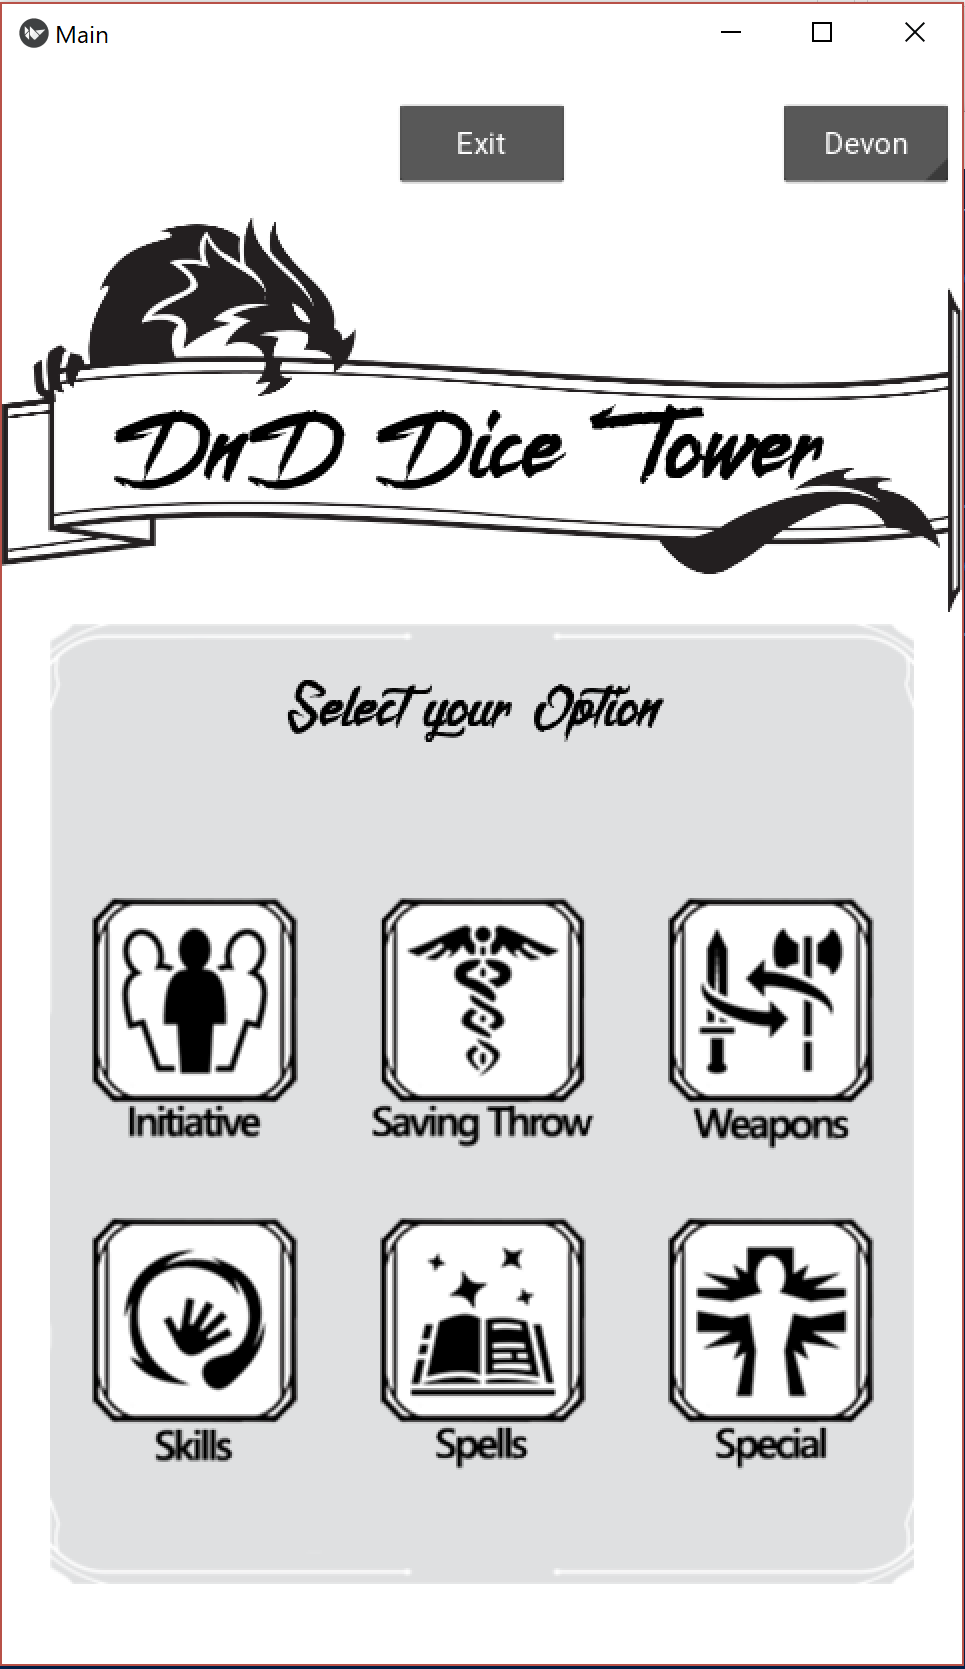 Main
Exit
Devon
DnD Dice Tower
Select your Option
Initiative
Saving Throw
Weapons
Skills
Spells
Special